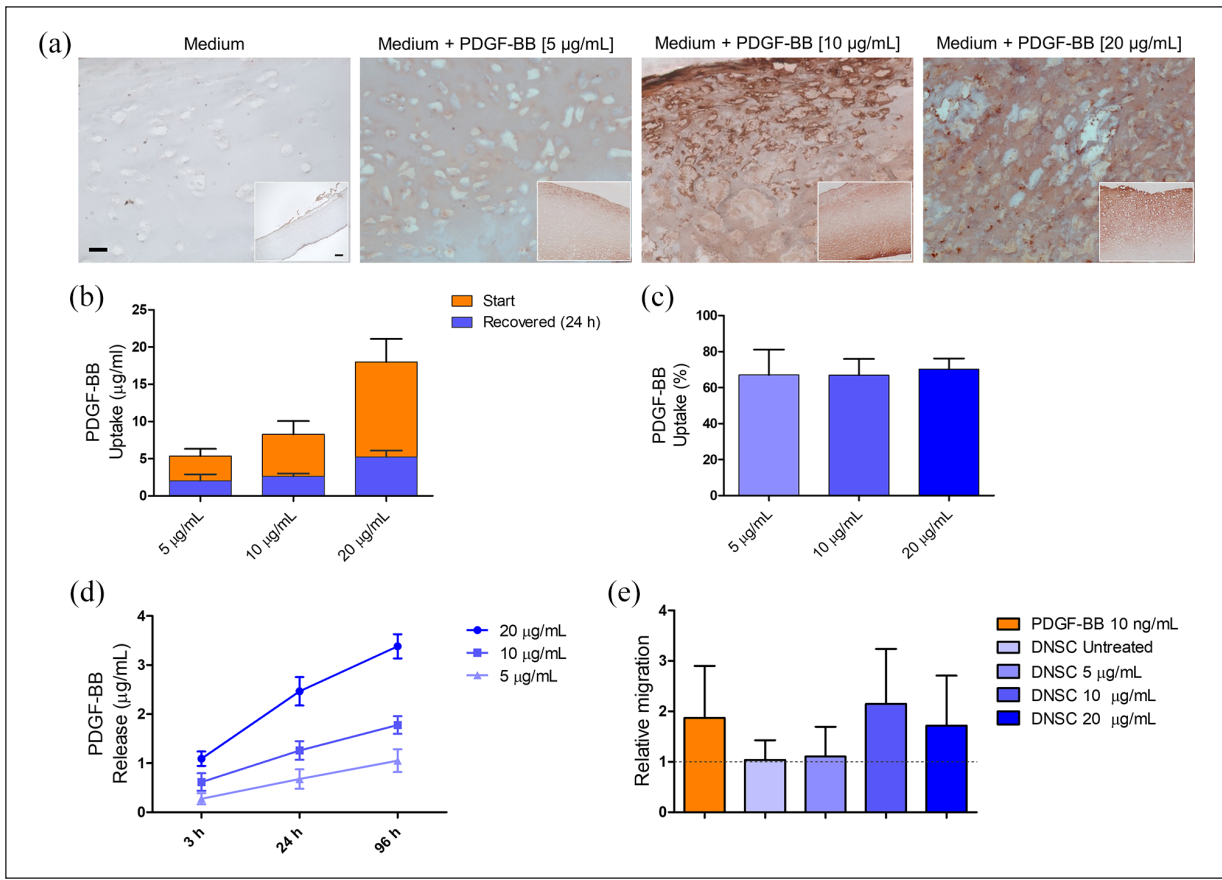 (a)
Medium
Medium + PDGF-BB [5 µg/mL]
Medium + PDGF-BB [10 µg/mL]
Medium + PDGF-BB [20 µg/mL]
(b)
PDGF-BB
Uptake (µg/ml)
25
20
15
10
5
0
5 µg/mL
10 µg/mL
20 µg/mL
Start
Recovered (24 h)
(c)
PDGF-BB
Uptake (%)
100
80
60
40
20
0
5 µg/mL
10 µg/mL
20 µg/mL
(d)
PDGF-BB
Release (µg/mL)
4
3
2
1
0
3 h
24 h
96 h
20 µg/mL
10 µg/mL
5 µg/mL
(e)
Relative migration
4
3
2
1
0
PDGF-BB 10 ng/mL
DNSC Untreated
DNSC 5 µg/mL
DNSC 10 µg/mL
DNSC 20 µg/mL